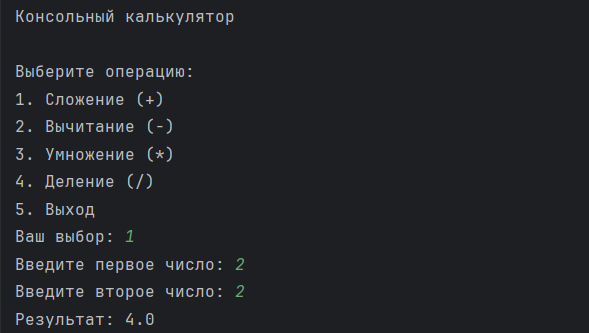 Консольный калькулятор
Выберите операцию:
1. Сложение (+)
2. Вычитание (-)
3. Умножение (*)
4. Деление (/)
5. Выход
Ваш выбор: 1
Введите первое число: 2
Введите второе число: 2
Результат: 4.0